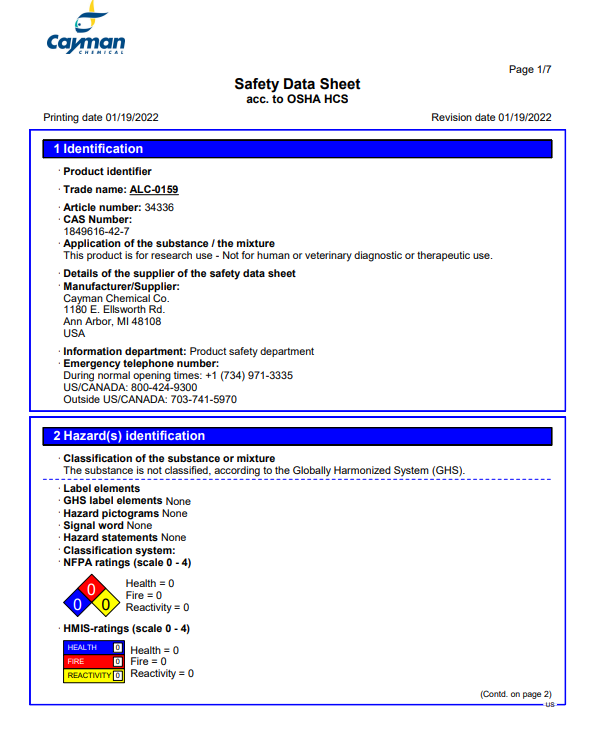 Cayman
CHEMICAL
Page 1/7
Safety Data Sheet
acc. to OSHA HCS
Printing date 01/19/2022
Revision date 01/19/2022
1 Identification
· Product identifier
· Trade name: ALC-0159
· Article number: 34336
· CAS Number:
1849616-42-7
· Application of the substance / the mixture
This product is for research use - Not for human or veterinary diagnostic or therapeutic use.
· Details of the supplier of the safety data sheet
· Manufacturer/Supplier:
Cayman Chemical Co.
1180 E. Ellsworth Rd.
Ann Arbor, MI 48108
USA
· Information department: Product safety department
· Emergency telephone number:
During normal opening times: +1 (734) 971-3335
US/CANADA: 800-424-9300
Outside US/CANADA: 703-741-5970
2 Hazard(s) identification
· Classification of the substance or mixture
The substance is not classified, according to the Globally Harmonized System (GHS).
· Label elements
· GHS label elements None
· Hazard pictograms None
· Signal word None
· Hazard statements None
· Classification system:
· NFPA ratings (scale 0 - 4)
0
0
0
Health = 0
Fire = 0
Reactivity = 0
· HMIS-ratings (scale 0 - 4)
HEALTH 0
FIRE 0
REACTIVITY 0
Health = 0
Fire = 0
Reactivity = 0
(Contd. on page 2)
US